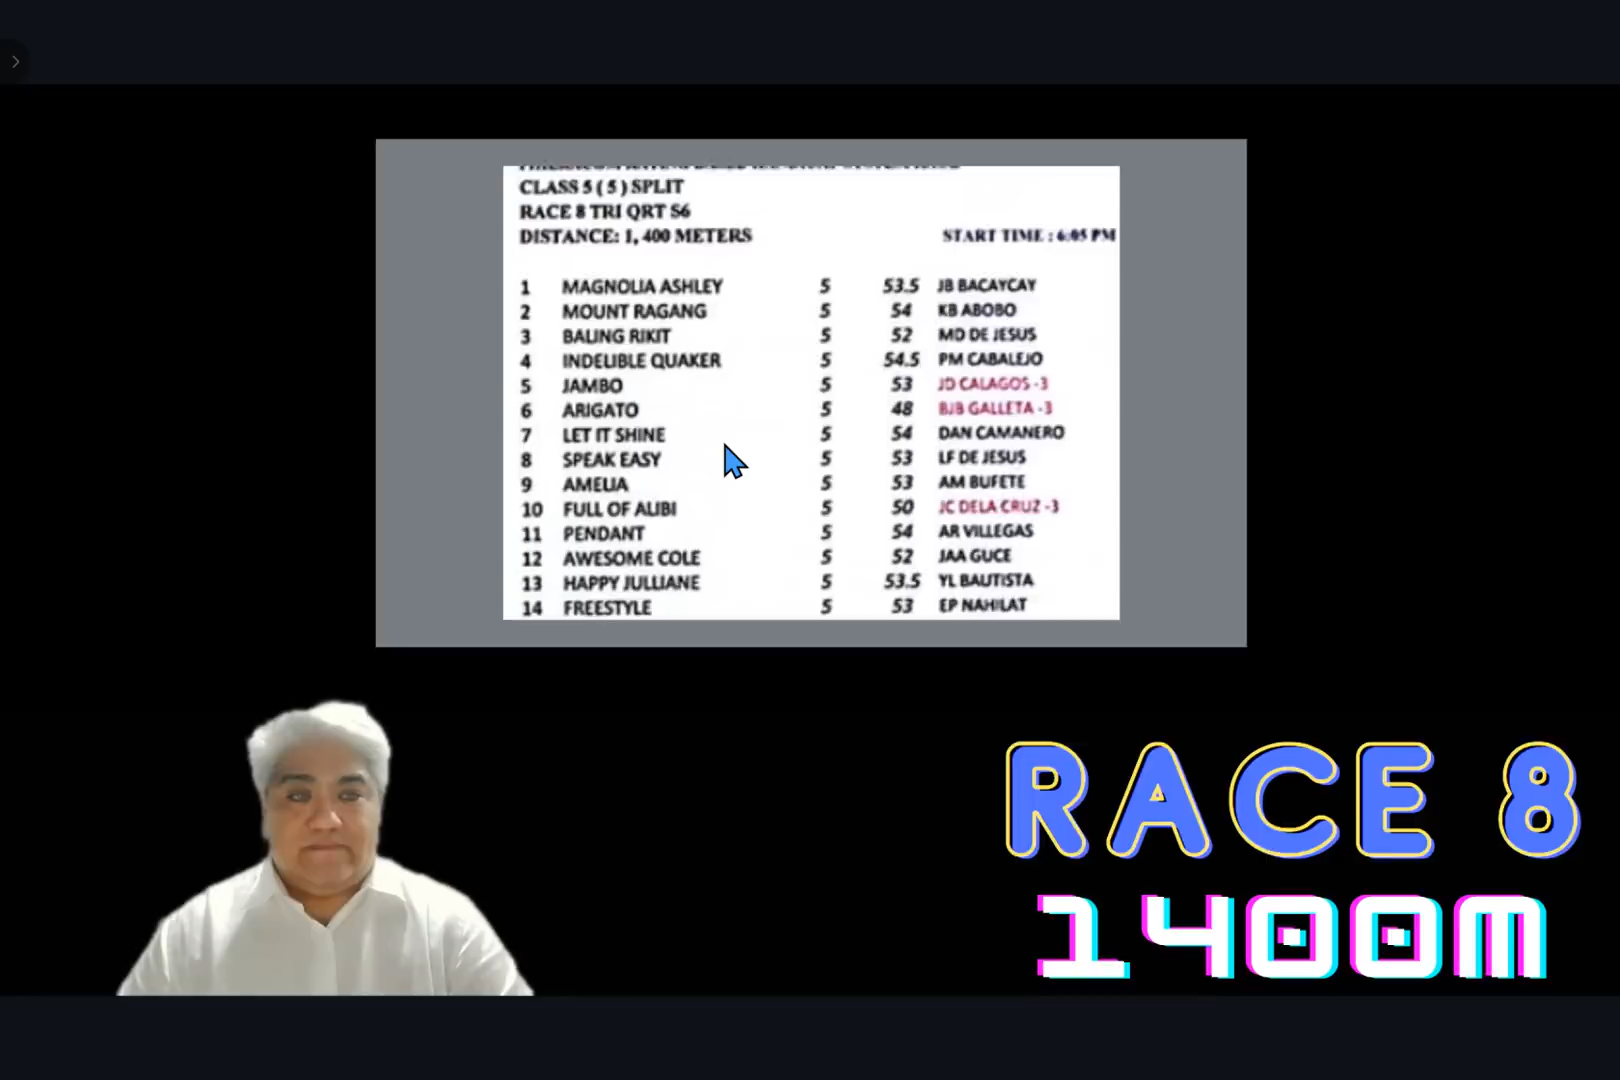 CLASS 5 ( 5 ) SPLIT
RACE 8 TRI QRT S6
DISTANCE: 1, 400 METERS START TIME : 6:05 PM
1 MAGNOLIA ASHLEY 5 53.5 JB BACAYCAY
2 MOUNT RAGANG 5 54 KB ABOBO
3 BALING RIKIT 5 52 MD DE JESUS
4 INDELIBLE QUAKER 5 54.5 PM CABALEJO
5 JAMBO 5 53 JD CALAGOS -3
6 ARIGATO 5 48 BJB GALLETA -3
7 LET IT SHINE 5 54 DAN CAMANERO
8 SPEAK EASY 5 53 LF DE JESUS
9 AMELIA 5 53 AM BUFETE
10 FULL OF ALIBI 5 50 JC DELA CRUZ -3
11 PENDANT 5 54 AR VILLEGAS
12 AWESOME COLE 5 52 JAA GUCE
13 HAPPY JULLIANE 5 53.5 YL BAUTISTA
14 FREESTYLE 5 53 EP NAHILAT
RACE 8
1400M